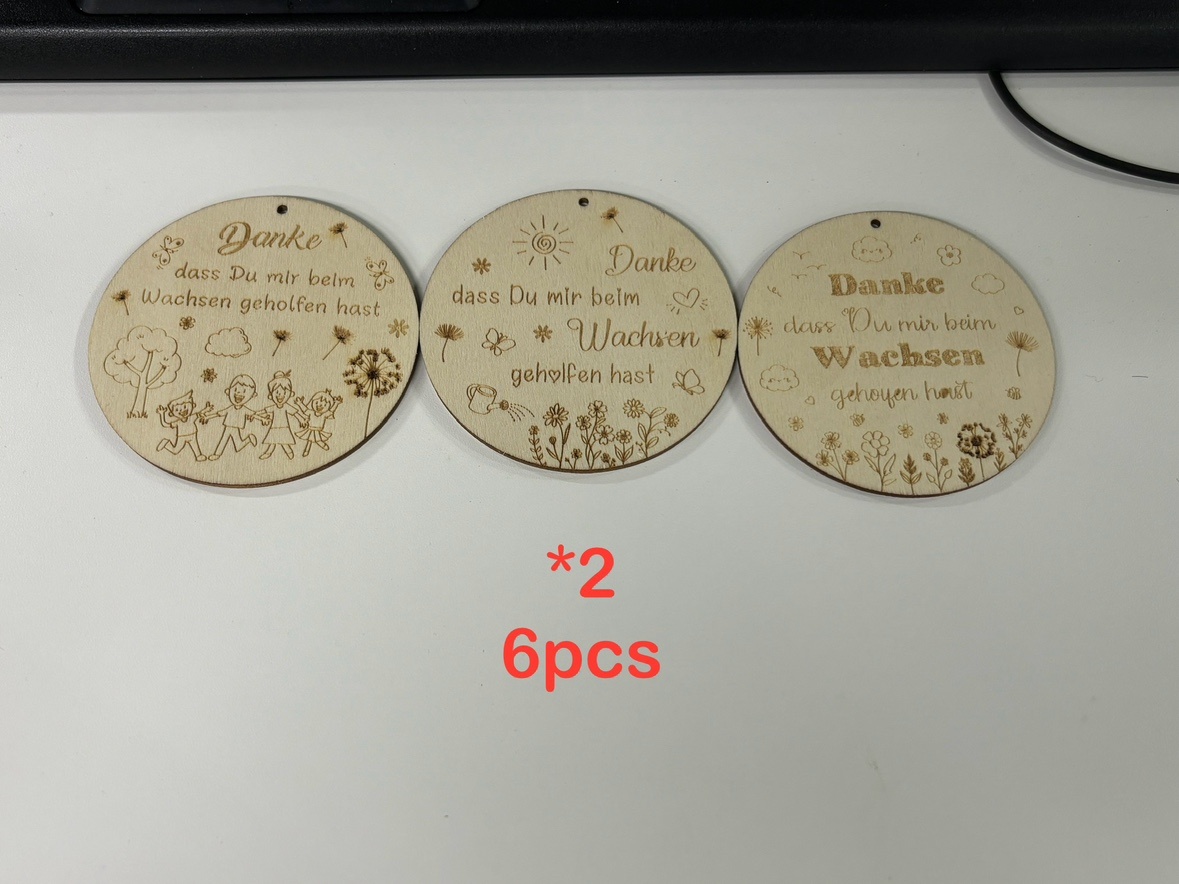 Danke
dass Du mir beim
Wachsen geholfen hast
Danke
dass Du mir beim
Wachsen
geholfen hast
Danke
dass Du mir beim
Wachsen
gehoyen hast
*2
6pcs